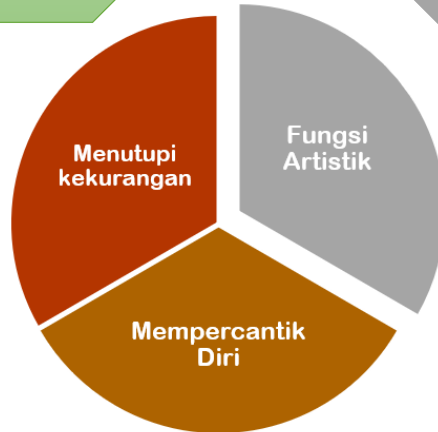 Menutupi
kekurangan
Fungsi
Artistik
Mempercantik
Diri